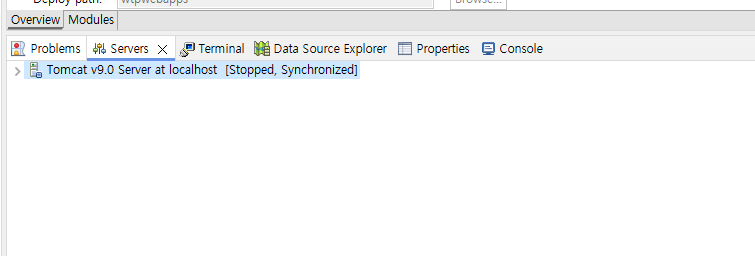 Deploy path: wtpwebapps Browse...
Overview Modules
Problems Servers Terminal Data Source Explorer Properties Console
Tomcat v9.0 Server at localhost [Stopped, Synchronized]